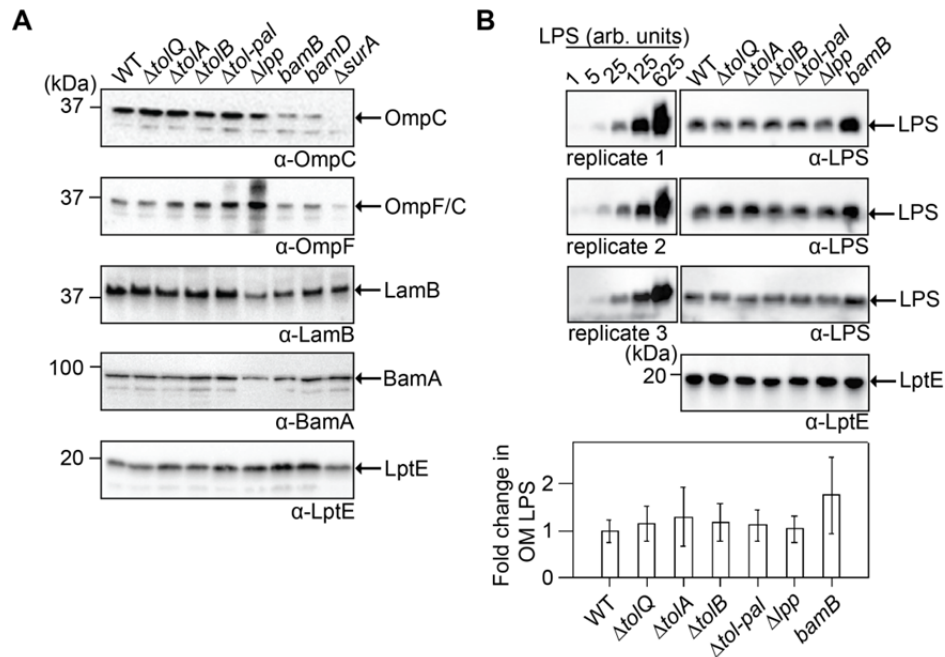 A
WT ΔtolQ ΔtolA ΔtolB Δtol-pal Δlpp bamB bamD ΔsurA
(kDa)
37
OmpC
α-OmpC
37
OmpF/C
α-OmpF
LamB
37
α-LamB
100
BamA
α-BamA
20
LptE
α-LptE
B
LPS (arb. units)
1 5 25 125 625
WT ΔtolQ ΔtolA ΔtolB Δtol-pal Δlpp bamB
LPS
replicate 1 α-LPS
LPS
replicate 2 α-LPS
LPS
replicate 3 α-LPS
(kDa)
20
LptE
α-LptE
Fold change in
OM LPS
2
1
0
WT ΔtolQ ΔtolA ΔtolB Δtol-pal Δlpp bamB